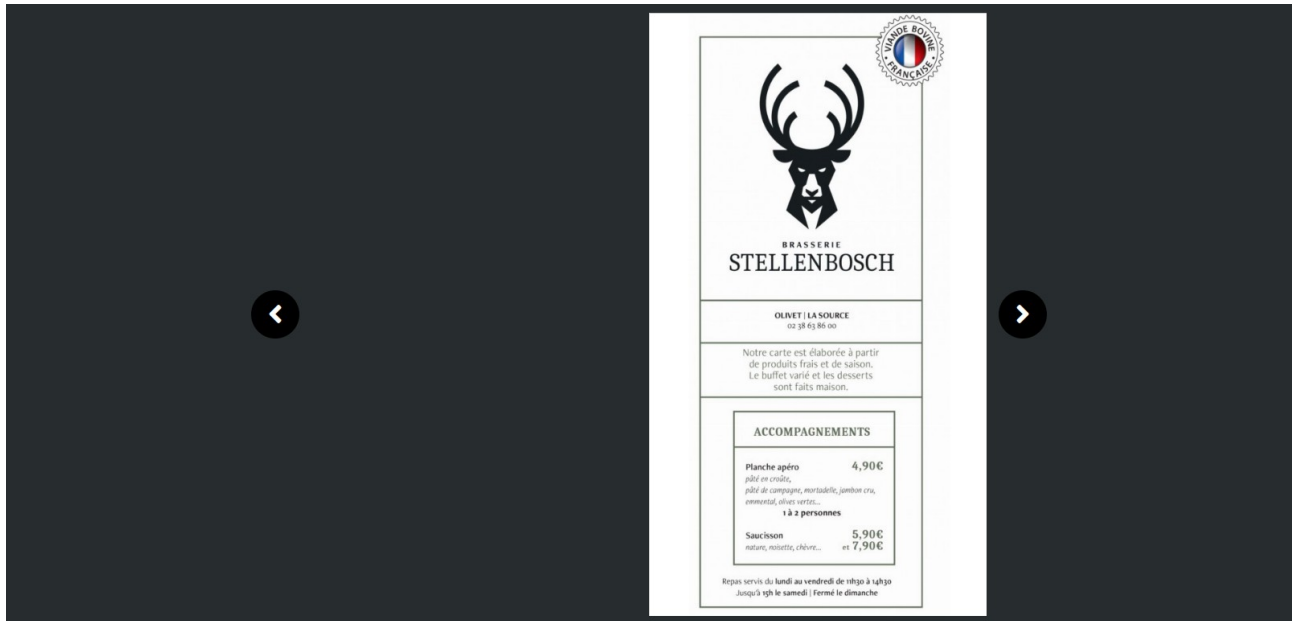 VIANDE BOVINE
FRANÇAISE
BRASSERIE
STELLENBOSCH
OLIVET | LA SOURCE
02 38 63 86 00
Notre carte est élaborée à partir
de produits frais et de saison.
Le buffet varié et les desserts
sont faits maison.
ACCOMPAGNEMENTS
Planche apéro 4,90€
pâté en croûte,
pâté de campagne, mortadelle, jambon cru,
emmental, olives vertes...
1 à 2 personnes
Saucisson 5,90€
nature, noisette, chèvre... et 7,90€
Repas servis du lundi au vendredi de 11h30 à 14h30
Jusqu'à 15h le samedi | Fermé le dimanche